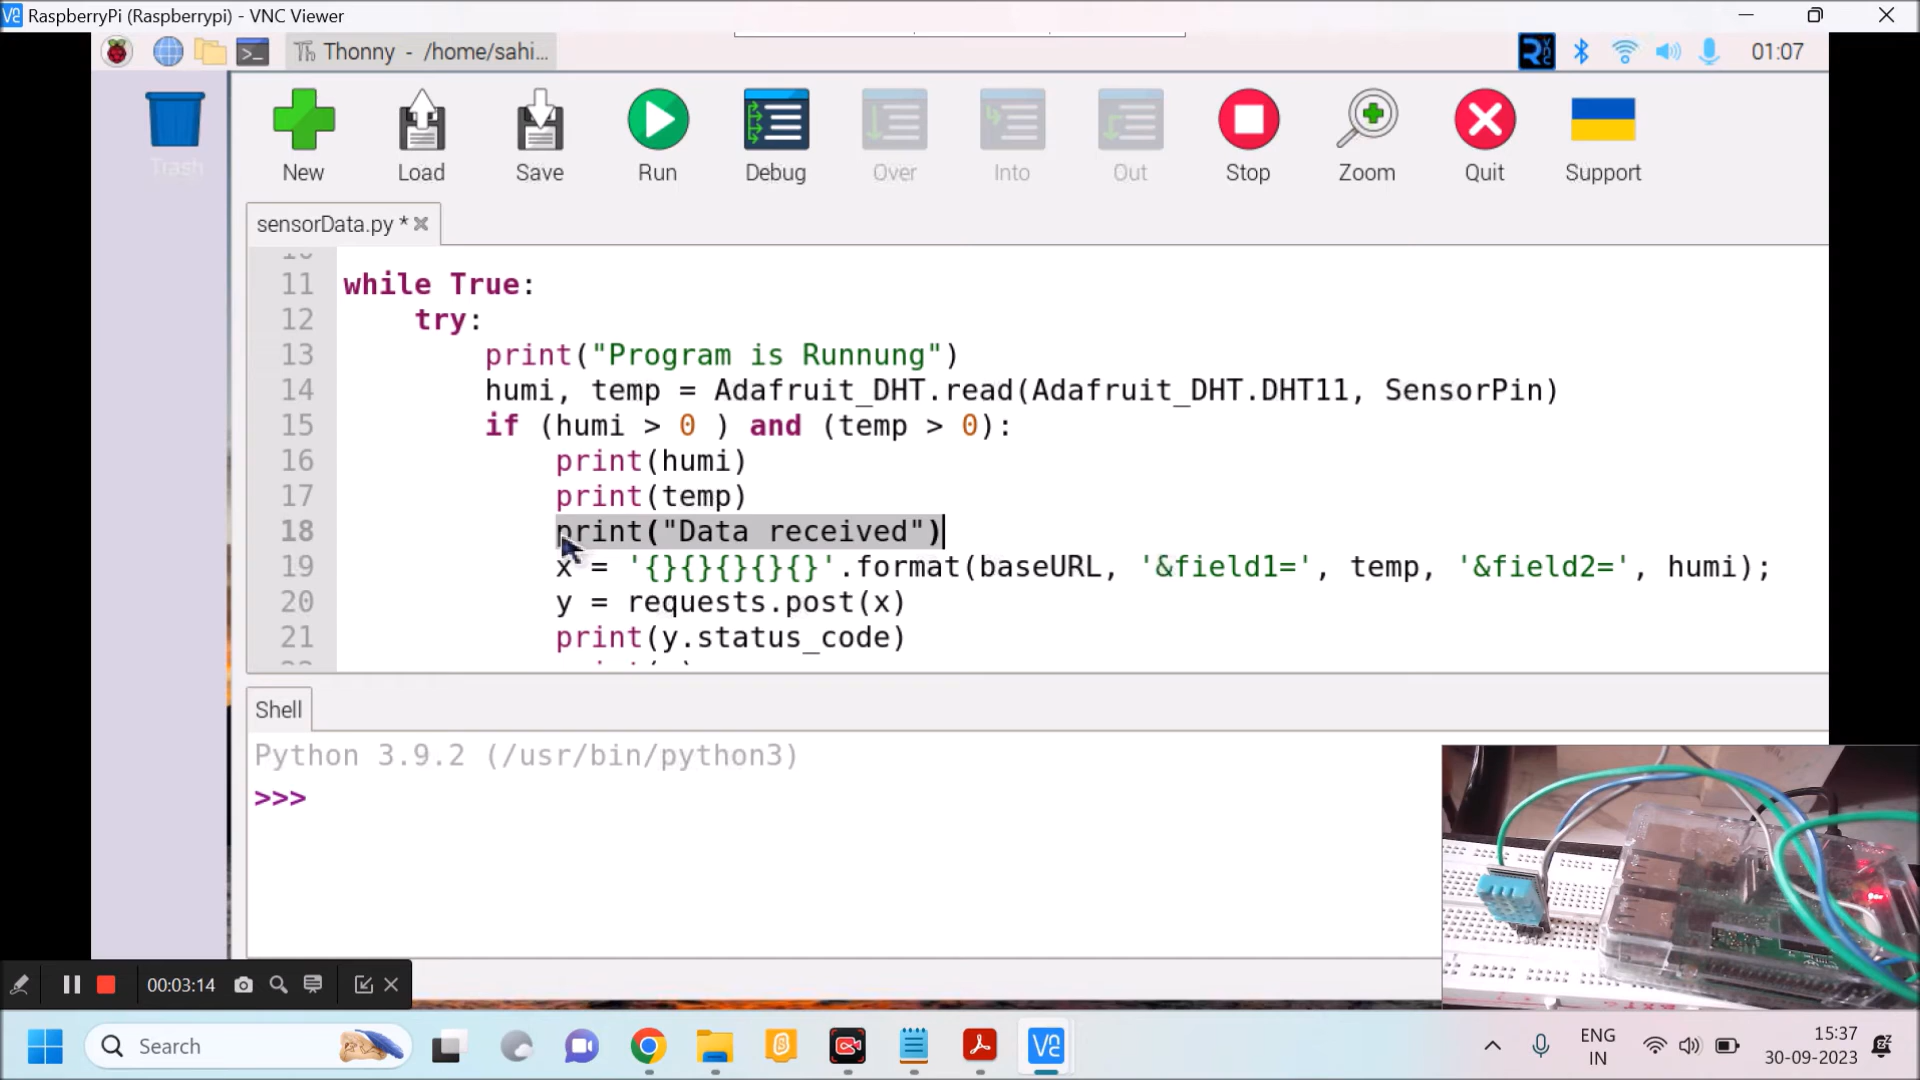 RaspberryPi (Raspberrypi) - VNC Viewer
Thonny - /home/sahi...
01:07
Trash
New
Load
Save
Run
Debug
Over
Into
Out
Stop
Zoom
Quit
Support
sensorData.py *
10
11 while True:
12 try:
13 print("Program is Runnung")
14 humi, temp = Adafruit_DHT.read(Adafruit_DHT.DHT11, SensorPin)
15 if (humi > 0 ) and (temp > 0):
16 print(humi)
17 print(temp)
18 print("Data received")
19 x = '{}{}{}{}{}'.format(baseURL, '&field1=', temp, '&field2=', humi);
20 y = requests.post(x)
21 print(y.status_code)
Shell
Python 3.9.2 (/usr/bin/python3)
>>>
00:03:14
Search
ENG
IN
15:37
30-09-2023